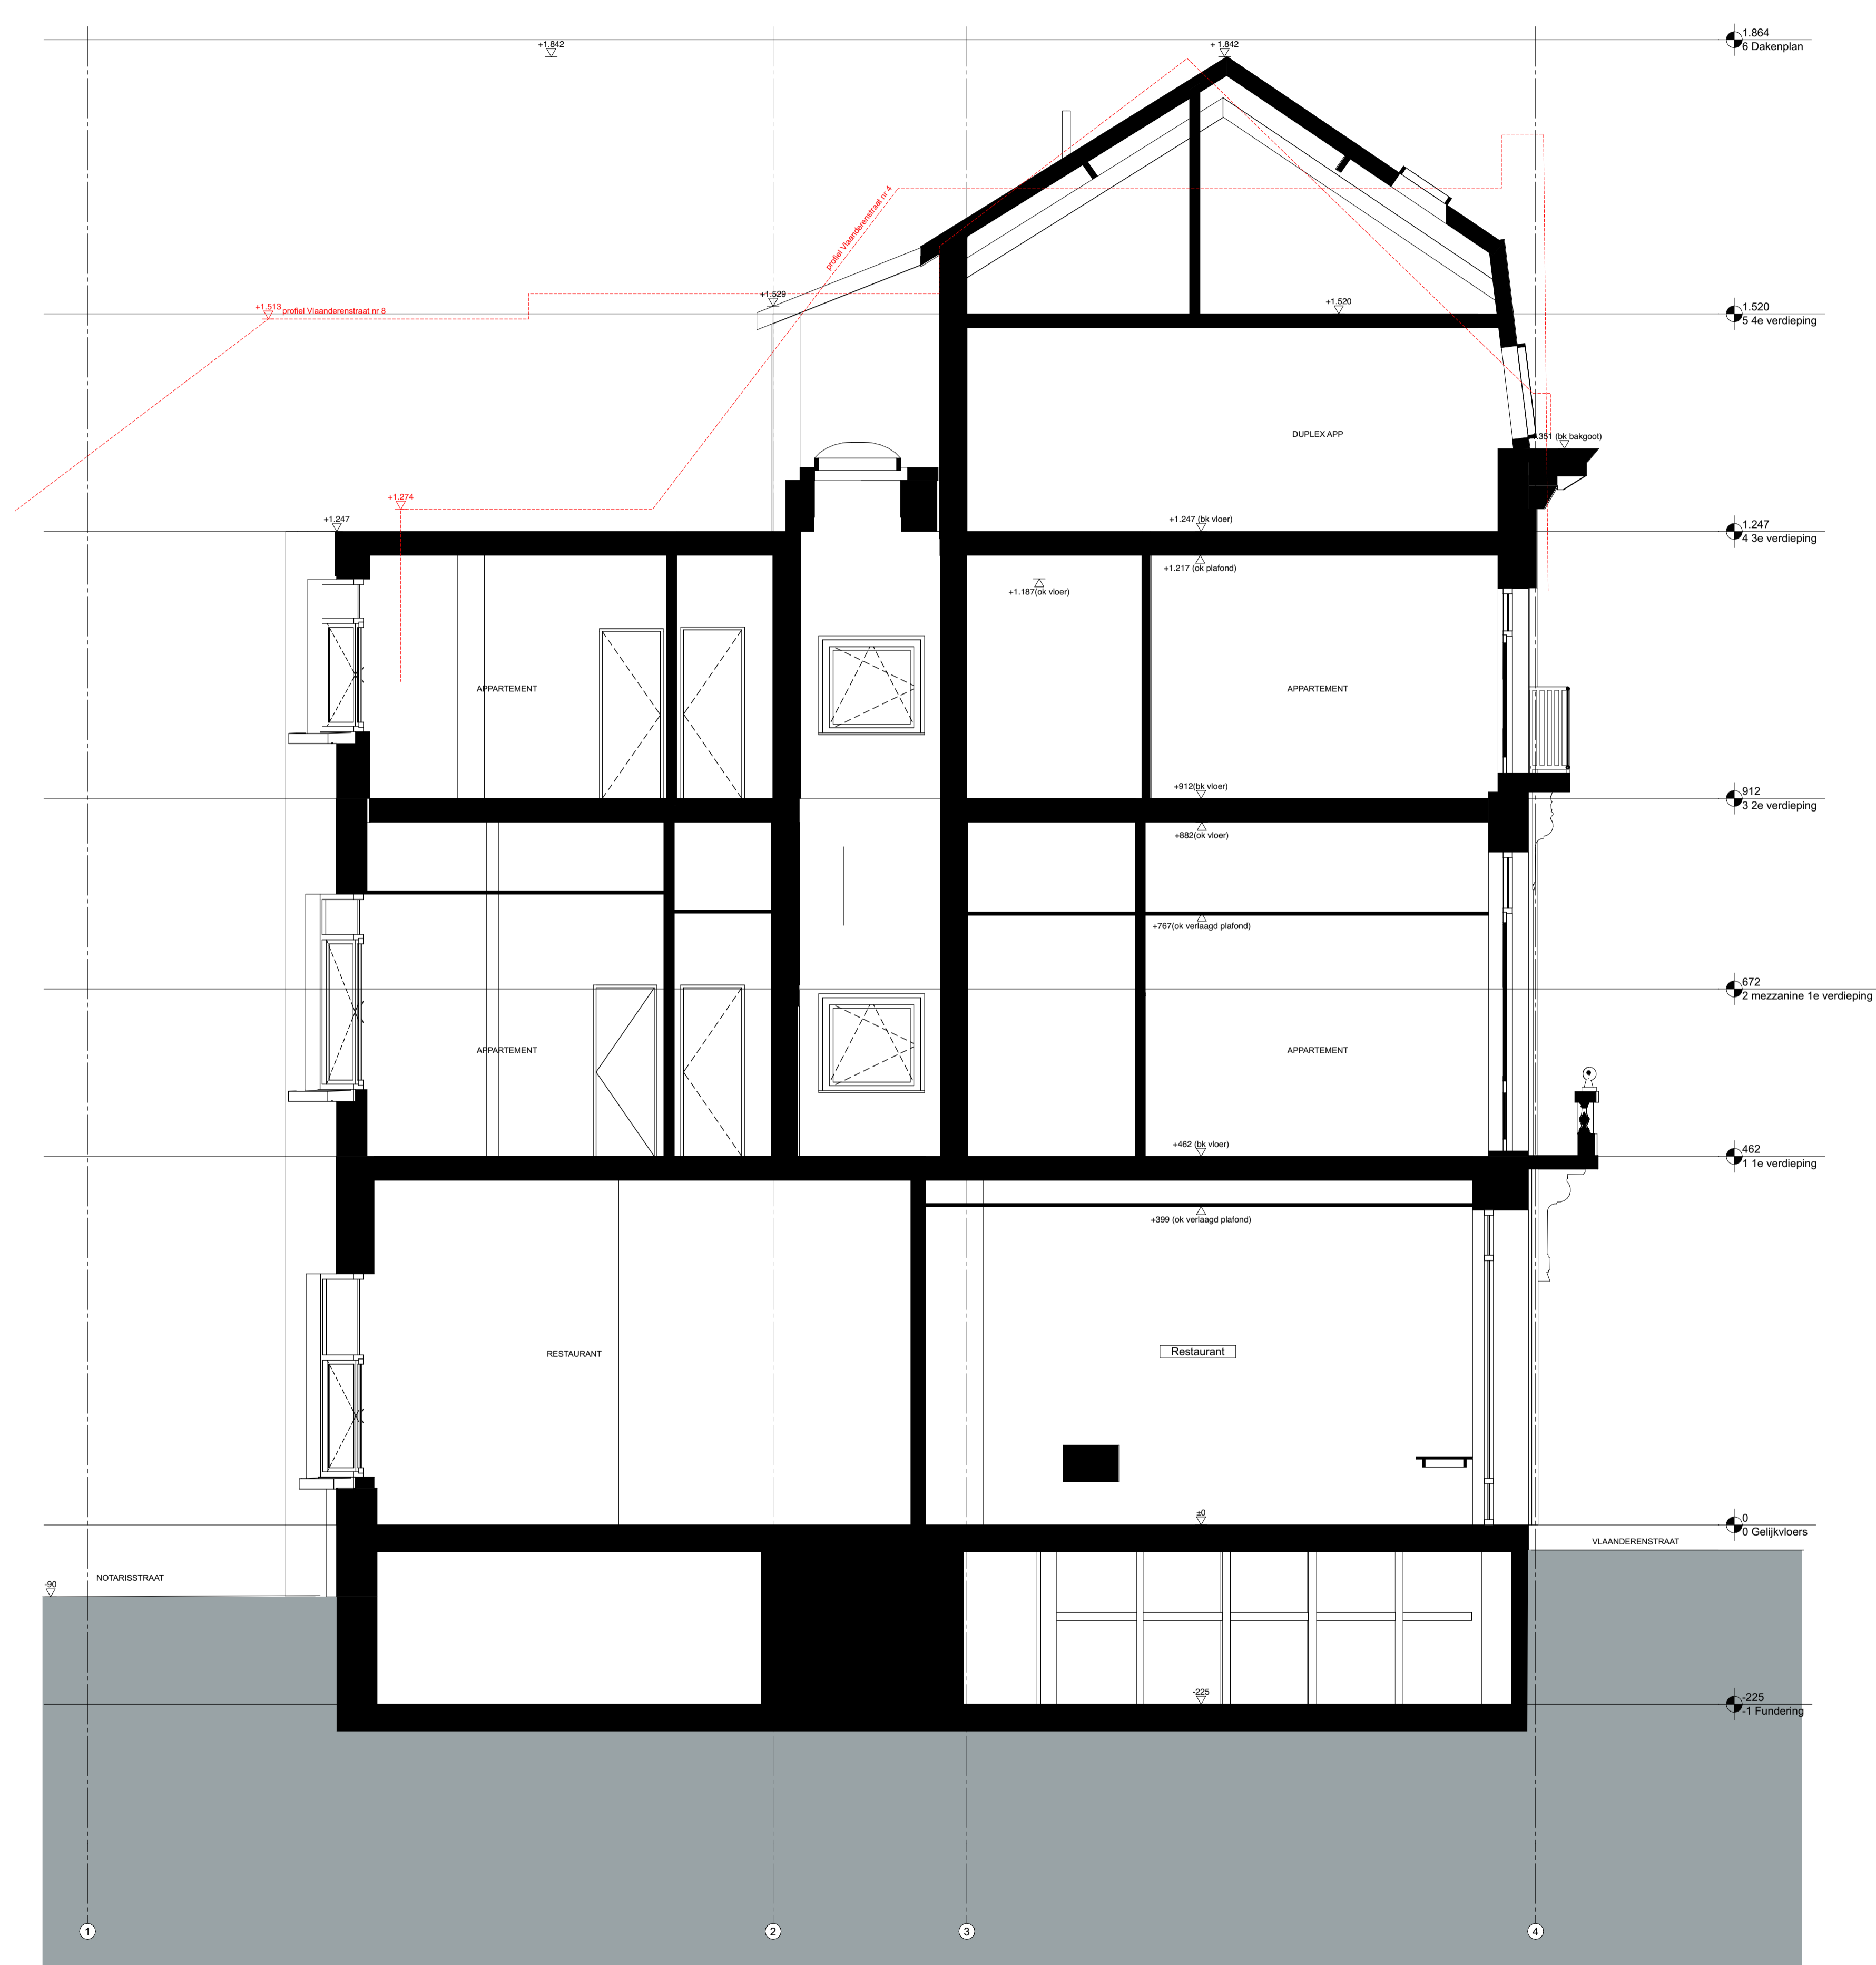 1.864
6 Dakenplan
+1.842
+ 1.842
profiel Vlaanderenstraat nr 4
+1.513
profiel Vlaanderenstraat nr 8
+1.529
+1.520
1.520
5 4e verdieping
DUPLEX APP
351 (bk bakgoot)
+1.274
+1.247
+1.247 (bk vloer)
1.247
4 3e verdieping
+1.217 (ok plafond)
+1.187(ok vloer)
APPARTEMENT
APPARTEMENT
+912(bk vloer)
912
3 2e verdieping
+882(ok vloer)
+767(ok verlaagd plafond)
672
2 mezzanine 1e verdieping
APPARTEMENT
APPARTEMENT
+462 (bk vloer)
462
1 1e verdieping
+399 (ok verlaagd plafond)
RESTAURANT
Restaurant
±0
0
0 Gelijkvloers
VLAANDERENSTRAAT
NOTARISSTRAAT
-90
-225
-225
-1 Fundering
1
2
3
4